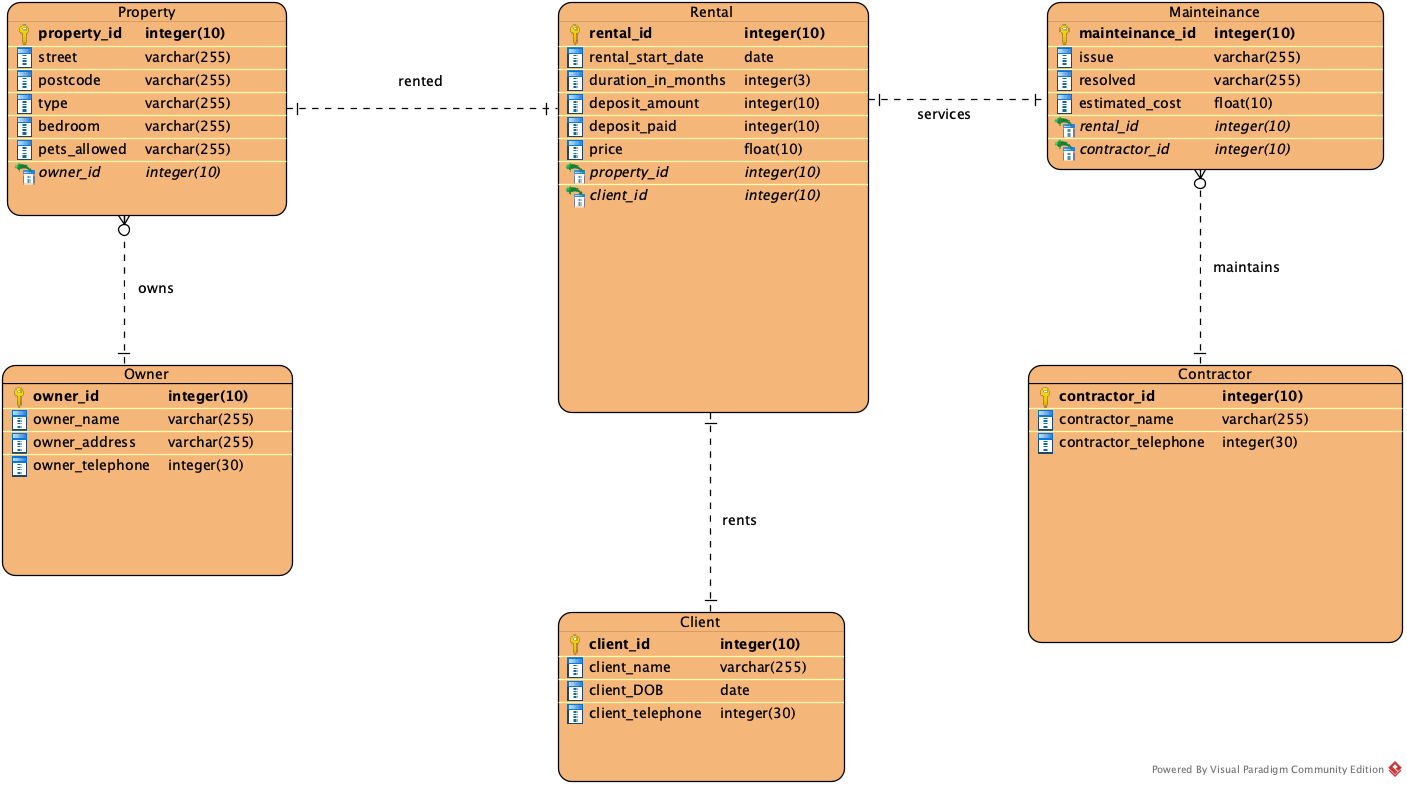 Property
property_id integer(10)
street varchar(255)
postcode varchar(255)
type varchar(255)
bedroom varchar(255)
pets_allowed varchar(255)
owner_id integer(10)
rented
Rental
rental_id integer(10)
rental_start_date date
duration_in_months integer(3)
deposit_amount integer(10)
deposit_paid integer(10)
price float(10)
property_id integer(10)
client_id integer(10)
services
Mainteinance
mainteinance_id integer(10)
issue varchar(255)
resolved varchar(255)
estimated_cost float(10)
rental_id integer(10)
contractor_id integer(10)
owns
maintains
Owner
owner_id integer(10)
owner_name varchar(255)
owner_address varchar(255)
owner_telephone integer(30)
Contractor
contractor_id integer(10)
contractor_name varchar(255)
contractor_telephone integer(30)
rents
Client
client_id integer(10)
client_name varchar(255)
client_DOB date
client_telephone integer(30)
Powered By Visual Paradigm Community Edition